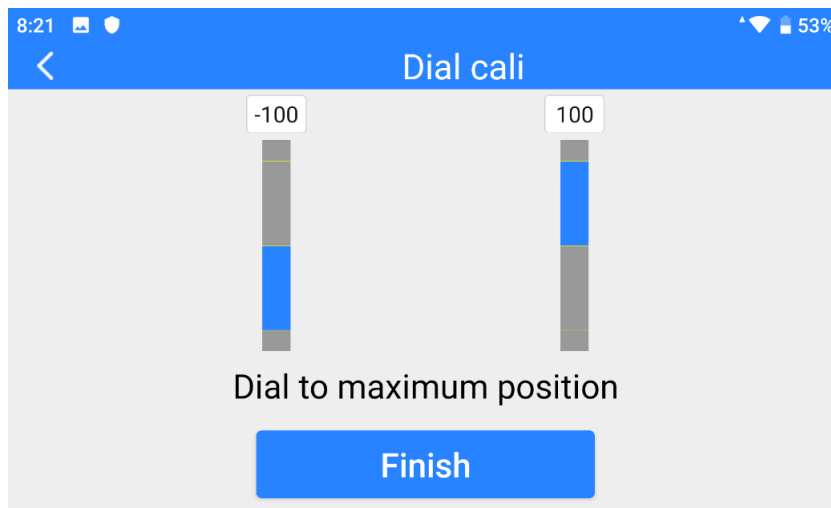 8:21 53%
Dial cali
-100 100
Dial to maximum position
Finish